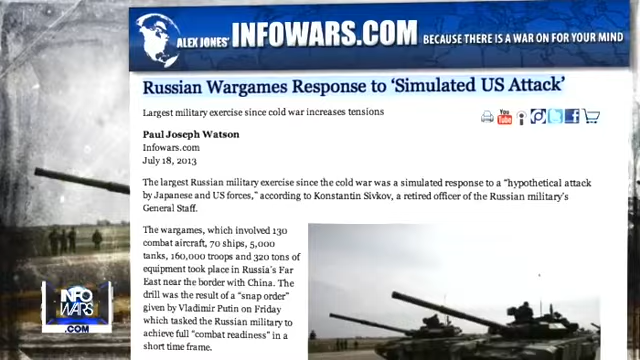 ALEX JONES' INFOWARS.COM BECAUSE THERE IS A WAR ON FOR YOUR MIND
Russian Wargames Response to ‘Simulated US Attack’
Largest military exercise since cold war increases tensions
You
Tube
Paul Joseph Watson
Infowars.com
July 18, 2013
The largest Russian military exercise since the cold war was a simulated response to a “hypothetical attack
by Japanese and US forces,” according to Konstantin Sivkov, a retired officer of the Russian military’s
General Staff.
The wargames, which involved 130
combat aircraft, 70 ships, 5,000
tanks, 160,000 troops and 320 tons of
equipment took place in Russia’s Far
East near the border with China. The
drill was the result of a “snap order”
given by Vladimir Putin on Friday
which tasked the Russian military to
achieve full “combat readiness” in a
short time frame.
INFO
WARS
.COM